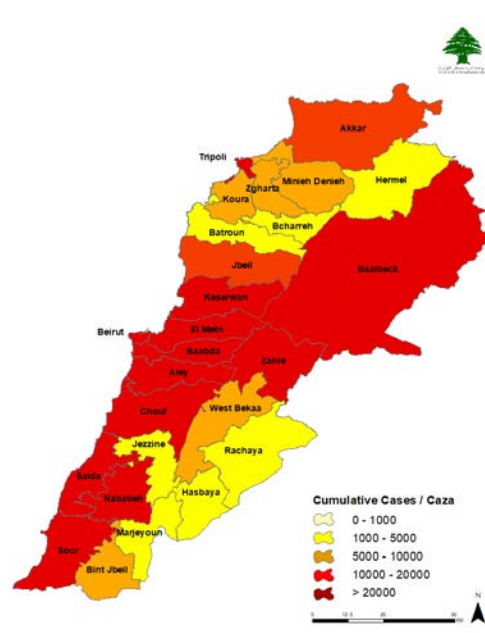 Akkar
Tripoli
Hermel
Minieh Denieh
Zgharta
Koura
Bcharreh
Batroun
Baalbeck
Jbeil
Keserwan
Beirut
El Metn
Baabda
Zahle
Aley
Chouf
West Bekaa
Jezzine
Rachaya
Saida
Hasbaya
Nabatieh
Marjeyoun
Sour
Bint Jbeil
Cumulative Cases / Caza
0 - 1000
1000 - 5000
5000 - 10000
10000 - 20000
> 20000
N